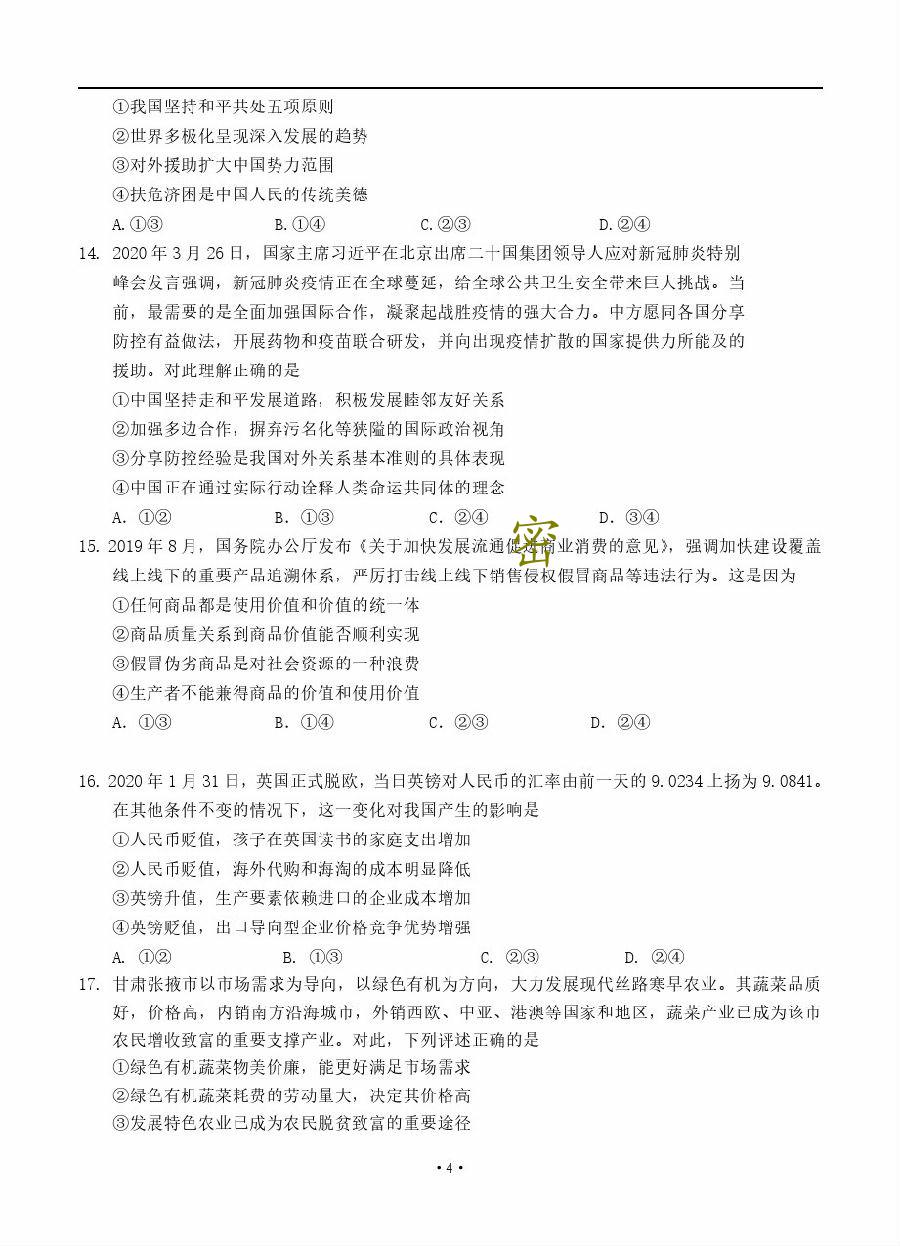 ①我国坚持和平共处五项原则
②世界多极化呈现深入发展的趋势
③对外援助扩大中国势力范围
④扶危济困是中国人民的传统美德
A.①③ B.①④ C.②③ D.②④
14. 2020年3月26日，国家主席习近平在北京出席二十国集团领导人应对新冠肺炎特别
峰会发言强调，新冠肺炎疫情正在全球蔓延，给全球公共卫生安全带来巨大挑战。当
前，最需要的是全面加强国际合作，凝聚起战胜疫情的强大合力。中方愿同各国分享
防控有益做法，开展药物和疫苗联合研发，并向出现疫情扩散的国家提供力所能及的
援助。对此理解正确的是
①中国坚持走和平发展道路，积极发展睦邻友好关系
②加强多边合作，摒弃污名化等狭隘的国际政治视角
③分享防控经验是我国对外关系基本准则的具体表现
④中国正在通过实际行动诠释人类命运共同体的理念
A. ①② B. ①③ C. ②④ D. ③④
密
15. 2019年8月，国务院办公厅发布《关于加快发展流通促进商业消费的意见》，强调加快建设覆盖
线上线下的重要产品追溯体系，严厉打击线上线下销售侵权假冒商品等违法行为。这是因为
①任何商品都是使用价值和价值的统一体
②商品质量关系到商品价值能否顺利实现
③假冒伪劣商品是对社会资源的一种浪费
④生产者不能兼得商品的价值和使用价值
A. ①③ B. ①④ C. ②③ D. ②④
16. 2020年1月31日，英国正式脱欧，当日英镑对人民币的汇率由前一天的9.0234上扬为9.0841。
在其他条件不变的情况下，这一变化对我国产生的影响是
①人民币贬值，孩子在英国读书的家庭支出增加
②人民币贬值，海外代购和海淘的成本明显降低
③英镑升值，生产要素依赖进口的企业成本增加
④英镑贬值，出口导向型企业价格竞争优势增强
A. ①② B. ①③ C. ②③ D. ②④
17. 甘肃张掖市以市场需求为导向，以绿色有机为方向，大力发展现代丝路寒旱农业。其蔬菜品质
好，价格高，内销南方沿海城市，外销西欧、中亚、港澳等国家和地区，蔬菜产业已成为该市
农民增收致富的重要支撑产业。对此，下列评述正确的是
①绿色有机蔬菜物美价廉，能更好满足市场需求
②绿色有机蔬菜耗费的劳动量大，决定其价格高
③发展特色农业已成为农民脱贫致富的重要途径
·4·